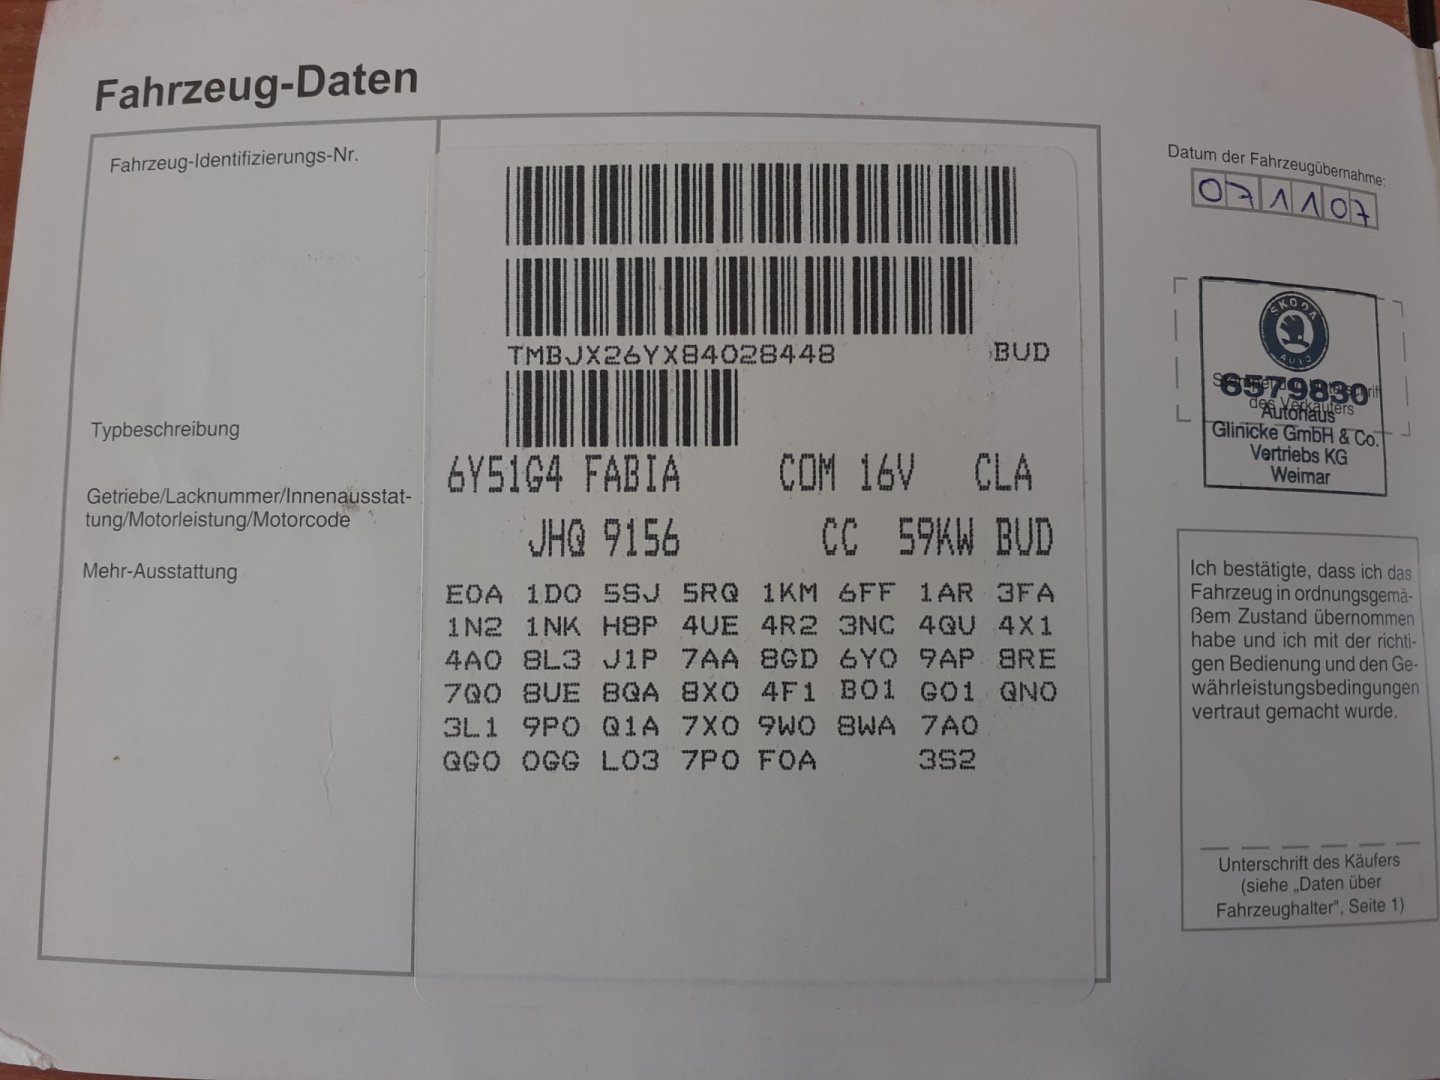 Fahrzeug-Daten
Fahrzeug-Identifizierungs-Nr.
TMBJX26YX84028448 BUD
Typbeschreibung
6Y51G4 FABIA COM 16V CLA
Getriebe/Lacknummer/Innenausstat-
tung/Motorleistung/Motorcode
JHQ 9156 CC 59KW BUD
Mehr-Ausstattung
E0A 1D0 5SJ 5RQ 1KM 6FF 1AR 3FA
1N2 1NK H8P 4UE 4R2 3NC 4QU 4X1
4A0 8L3 J1P 7AA 8GD 6Y0 9AP 8RE
7Q0 8UE 8QA 8X0 4F1 B01 G01 QN0
3L1 9P0 Q1A 7X0 9W0 8WA 7A0
QG0 0GG L03 7P0 F0A 3S2
Datum der Fahrzeugübernahme:
071107
SKODA
AUTO
6579830
des Verkäufers
Autohaus
Glinicke GmbH & Co.
Vertriebs KG
Weimar
Ich bestätigte, dass ich das
Fahrzeug in ordnungsgemä-
ßem Zustand übernommen
habe und ich mit der richti-
gen Bedienung und den Ge-
währleistungsbedingungen
vertraut gemacht wurde.
Unterschrift des Käufers
(siehe „Daten über
Fahrzeughalter", Seite 1)